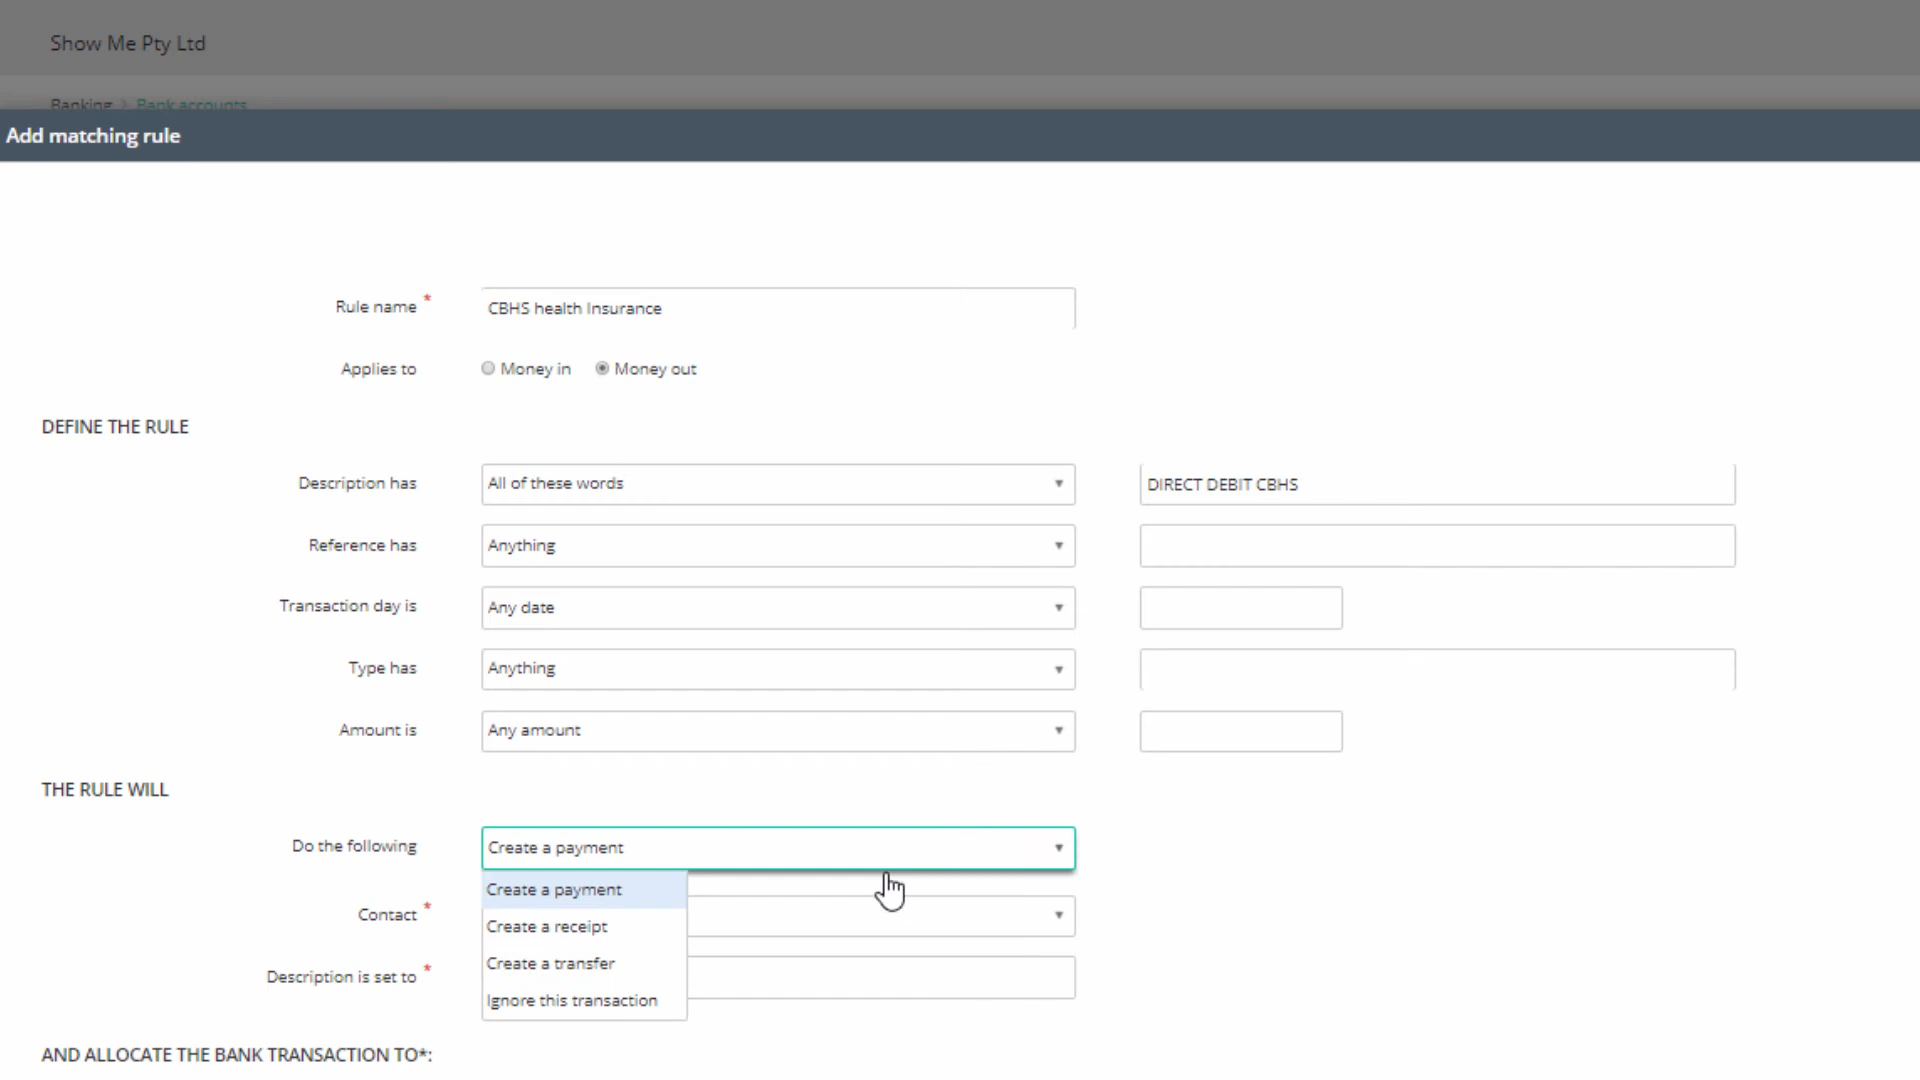 Show Me Pty Ltd
Banking > Bank accounts
Add matching rule
Rule name * CBHS health Insurance
Applies to Money in Money out
DEFINE THE RULE
Description has All of these words DIRECT DEBIT CBHS
Reference has Anything
Transaction day is Any date
Type has Anything
Amount is Any amount
THE RULE WILL
Do the following Create a payment
Create a payment
Contact *
Create a receipt
Create a transfer
Description is set to *
Ignore this transaction
AND ALLOCATE THE BANK TRANSACTION TO*: